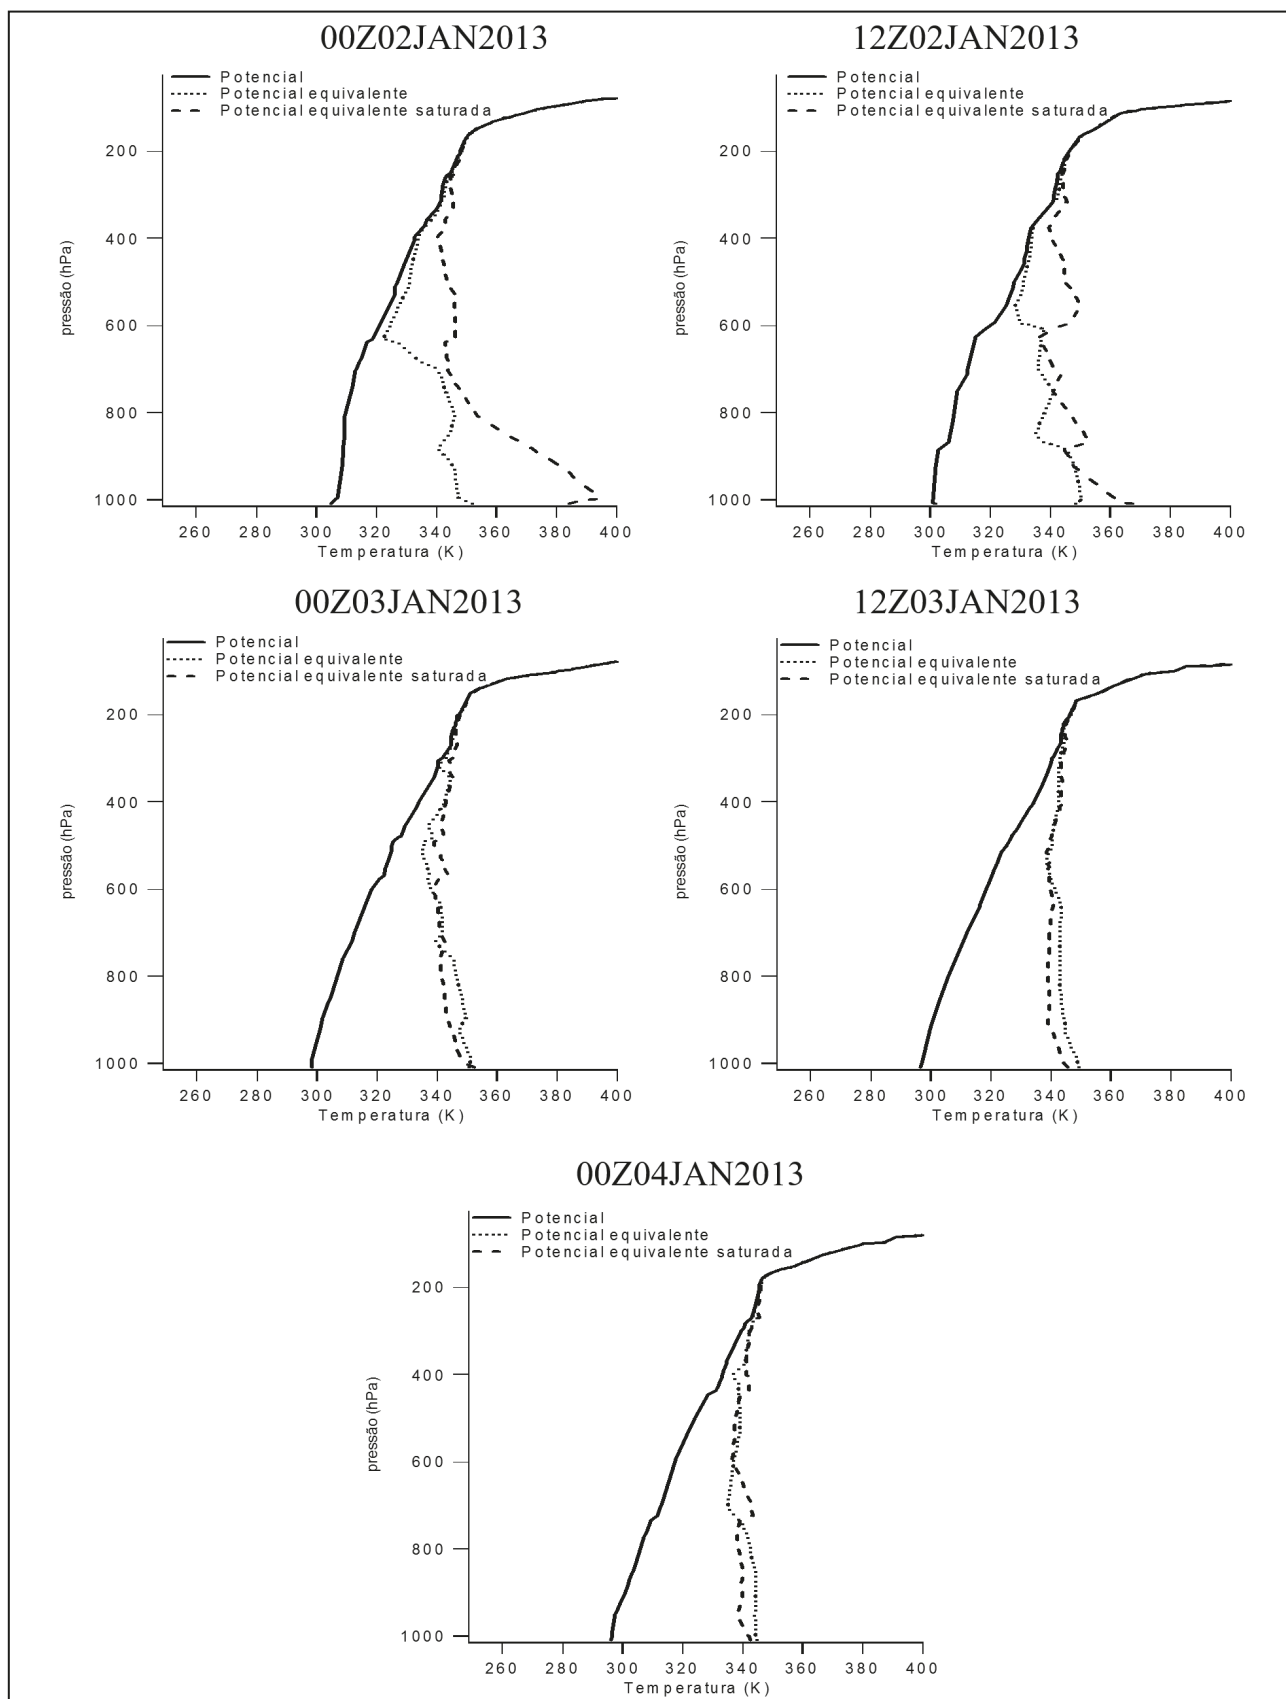 00Z02JAN2013
Potencial
Potencial equivalente
Potencial equivalente saturada
200
400
600
800
1000
pressão (hPa)
260 280 300 320 340 360 380 400
Temperatura (K)
12Z02JAN2013
Potencial
Potencial equivalente
Potencial equivalente saturada
200
400
600
800
1000
pressão (hPa)
260 280 300 320 340 360 380 400
Temperatura (K)
00Z03JAN2013
Potencial
Potencial equivalente
Potencial equivalente saturada
200
400
600
800
1000
pressão (hPa)
260 280 300 320 340 360 380 400
Temperatura (K)
12Z03JAN2013
Potencial
Potencial equivalente
Potencial equivalente saturada
200
400
600
800
1000
pressão (hPa)
260 280 300 320 340 360 380 400
Temperatura (K)
00Z04JAN2013
Potencial
Potencial equivalente
Potencial equivalente saturada
200
400
600
800
1000
pressão (hPa)
260 280 300 320 340 360 380 400
Temperatura (K)